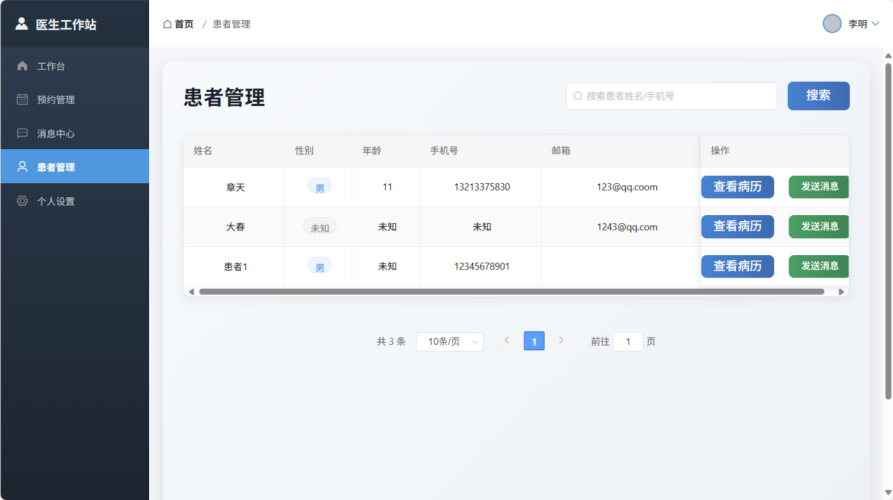 医生工作站
首页 / 患者管理
李明
工作台
预约管理
消息中心
患者管理
个人设置
患者管理
搜索患者姓名/手机号
搜索
姓名 性别 年龄 手机号 邮箱 操作
章天 男 11 13213375830 123@qq.coom 查看病历 发送消息
大春 未知 未知 未知 1243@qq.com 查看病历 发送消息
患者1 男 未知 12345678901 查看病历 发送消息
共 3 条 10条/页 1 前往 1 页